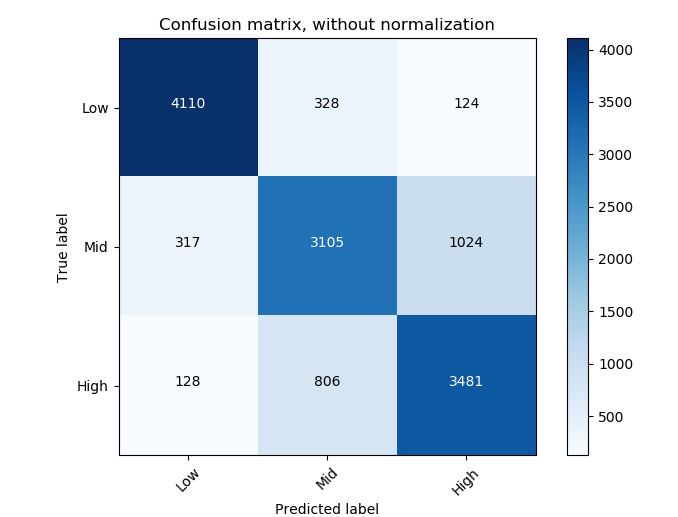 Confusion matrix, without normalization
Low 4110 328 124
Mid 317 3105 1024
High 128 806 3481
Low Mid High
True label
Predicted label
4000
3500
3000
2500
2000
1500
1000
500